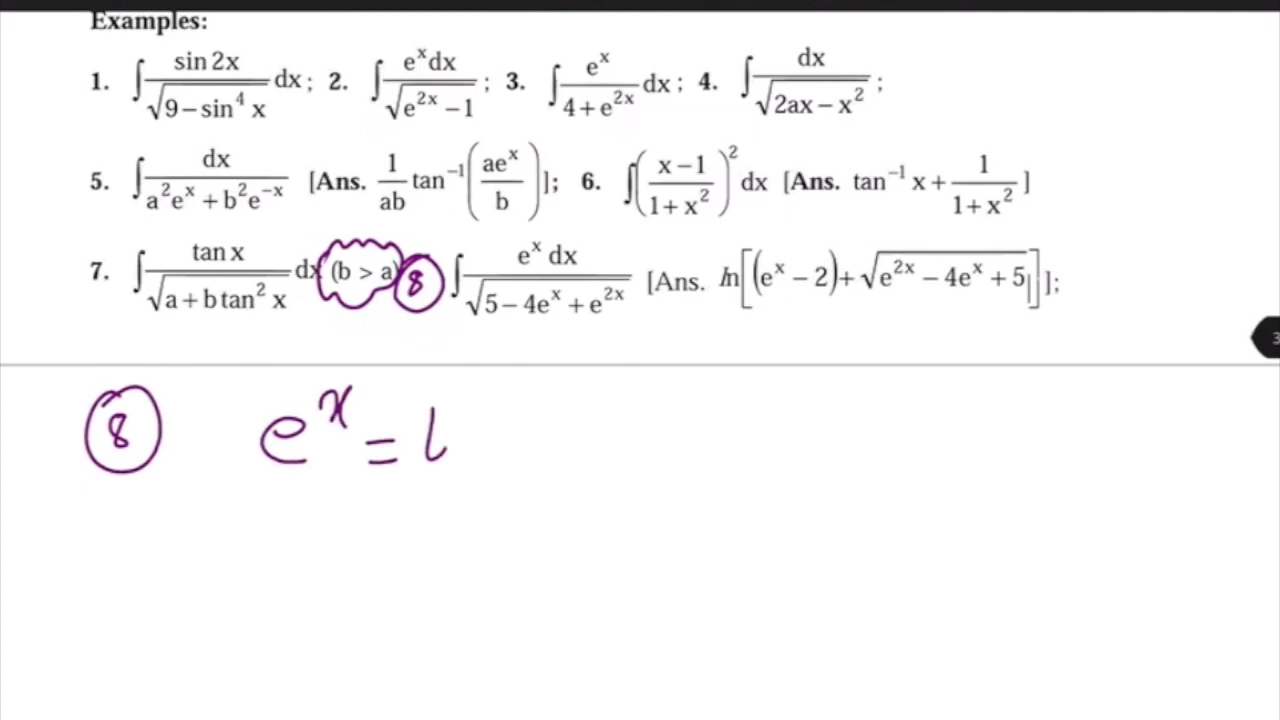 Examples:
1. ∫ sin 2x / √(9 – sin⁴ x) dx ; 2. ∫ eˣdx / √(e²ˣ – 1) ; 3. ∫ eˣ / (4 + e²ˣ) dx ; 4. ∫ dx / √(2ax – x²) ;
5. ∫ dx / (a²eˣ + b²e⁻ˣ) [Ans. 1/ab tan⁻¹(aeˣ / b)]; 6. ∫((x – 1) / (1 + x²))² dx [Ans. tan⁻¹ x + 1 / (1 + x²)]
7. ∫ tan x / √(a + b tan² x) dx (b > a) 8 ∫ eˣ dx / √(5 – 4eˣ + e²ˣ) [Ans. ln[(eˣ – 2) + √(e²ˣ – 4eˣ + 5)]];
3
8 eˣ = l